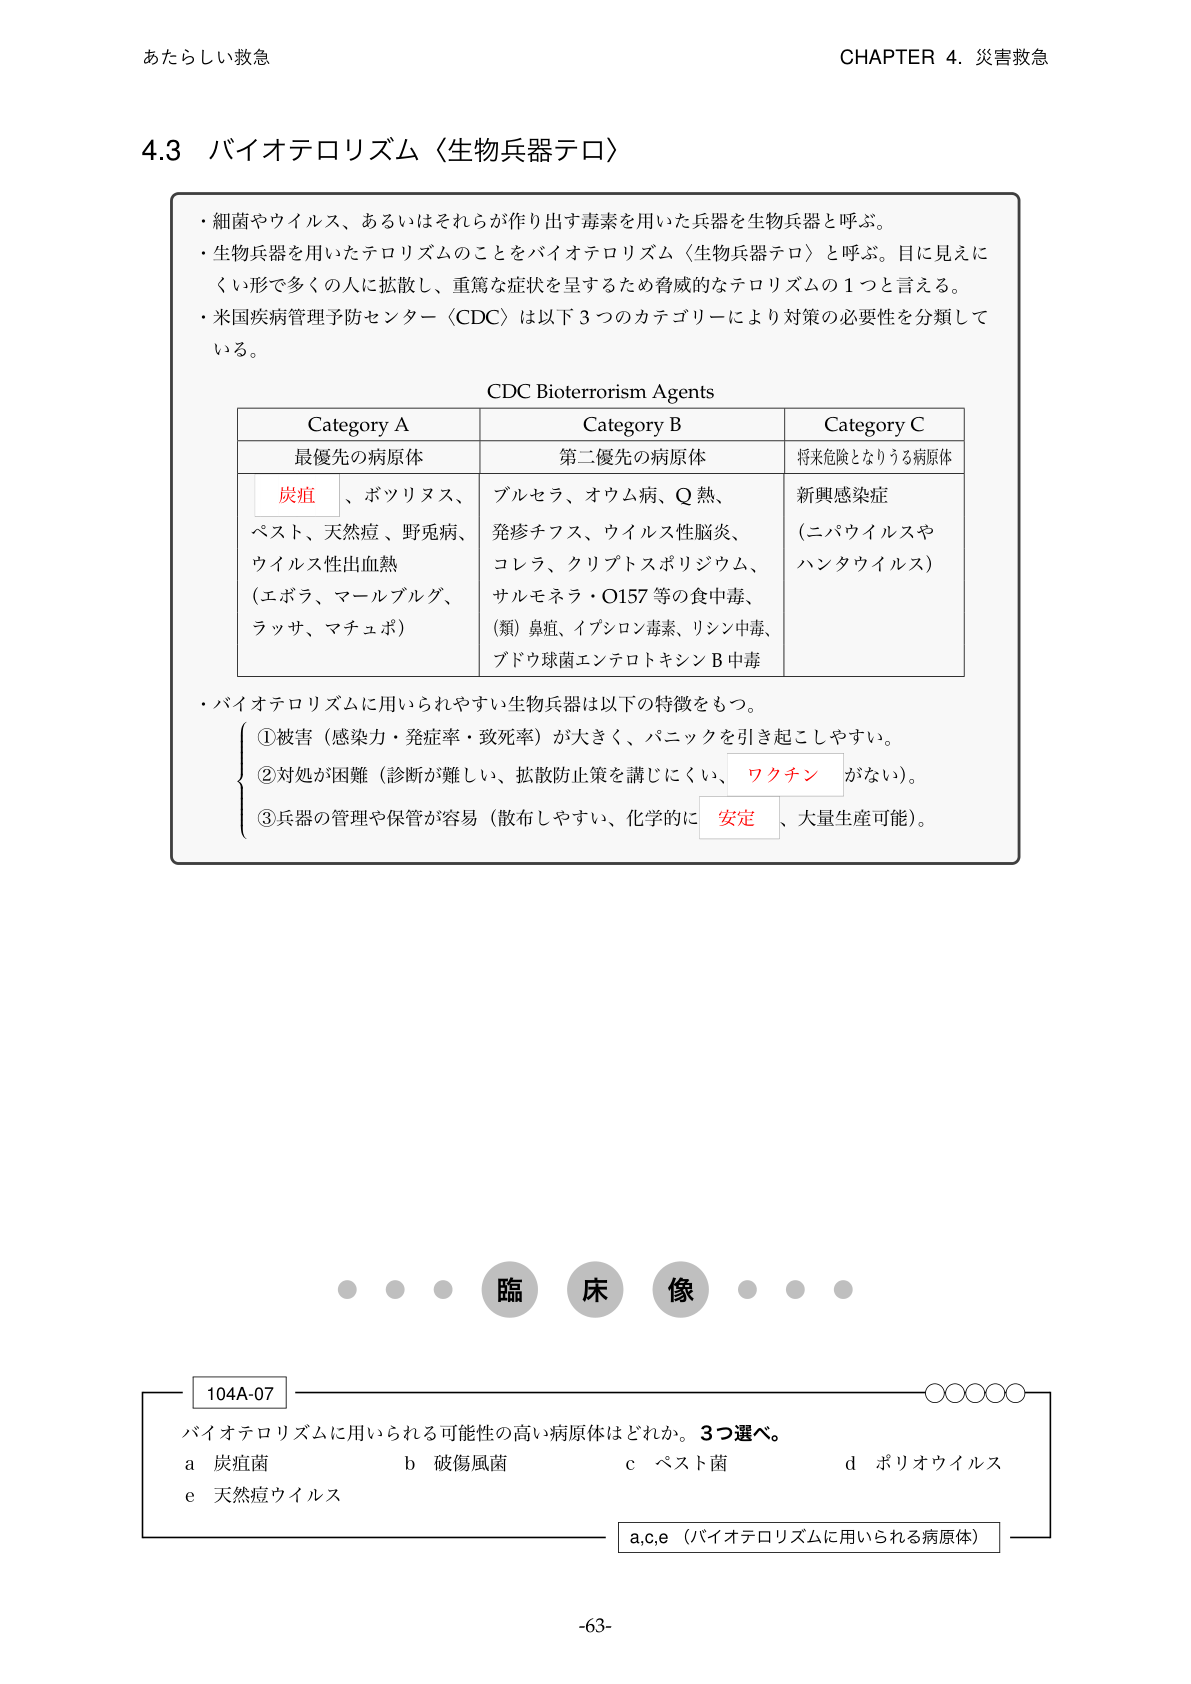 あたらしい救急 CHAPTER 4. 災害救急
4.3 バイオテロリズム〈生物兵器テロ〉
・細菌やウイルス、あるいはそれらが作り出す毒素を用いた兵器を生物兵器と呼ぶ。
・生物兵器を用いたテロリズムのことをバイオテロリズム〈生物兵器テロ〉と呼ぶ。目に見えに
くい形で多くの人に拡散し、重篤な症状を呈するため脅威的なテロリズムの 1 つと言える。
・米国疾病管理予防センター〈CDC〉は以下 3 つのカテゴリーにより対策の必要性を分類して
いる。
CDC Bioterrorism Agents
Category A Category B Category C
最優先の病原体 第二優先の病原体 将来危険となりうる病原体
炭疽、ボツリヌス、 ブルセラ、オウム病、Q 熱、 新興感染症
ペスト、天然痘 、野兎病、 発疹チフス、ウイルス性脳炎、 (ニパウイルスや
ウイルス性出血熱 コレラ、クリプトスポリジウム、 ハンタウイルス)
(エボラ、マールブルグ、 サルモネラ・O157 等の食中毒、
ラッサ、マチュポ) (類)鼻疽、イプシロン毒素、リシン中毒、
ブドウ球菌エンテロトキシン B 中毒
・バイオテロリズムに用いられやすい生物兵器は以下の特徴をもつ。
①被害(感染力・発症率・致死率)が大きく、パニックを引き起こしやすい。
②対処が困難(診断が難しい、拡散防止策を講じにくい、ワクチンがない)。
③兵器の管理や保管が容易(散布しやすい、化学的に安定、大量生産可能)。
臨 床 像
104A-07
バイオテロリズムに用いられる可能性の高い病原体はどれか。3つ選べ。
a 炭疽菌 b 破傷風菌 c ペスト菌 d ポリオウイルス
e 天然痘ウイルス
a,c,e (バイオテロリズムに用いられる病原体)
-63-